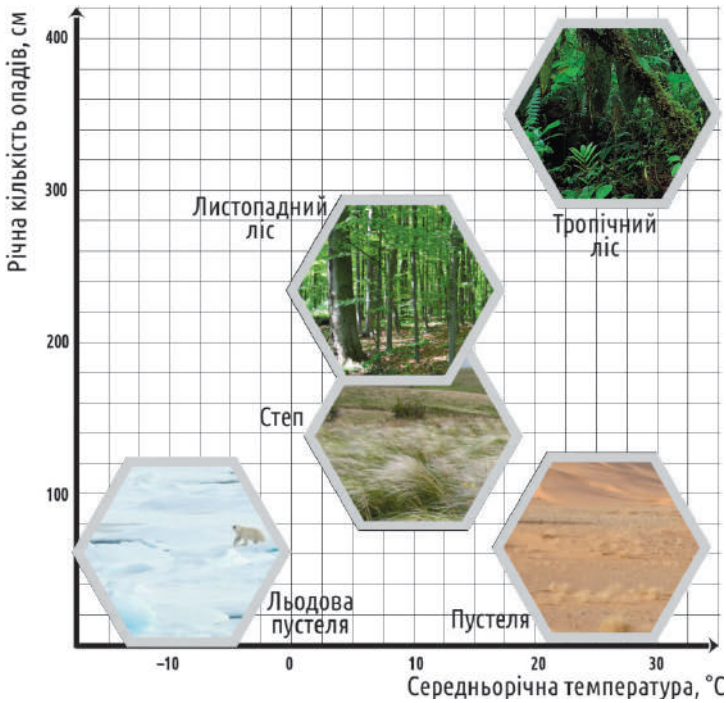 Річна кількість опадів, см
400
300
200
100
Листопадний
ліс
Тропічний
ліс
Степ
Льодова
пустеля
Пустеля
–10
0
10
20
30
Середньорічна температура, °C